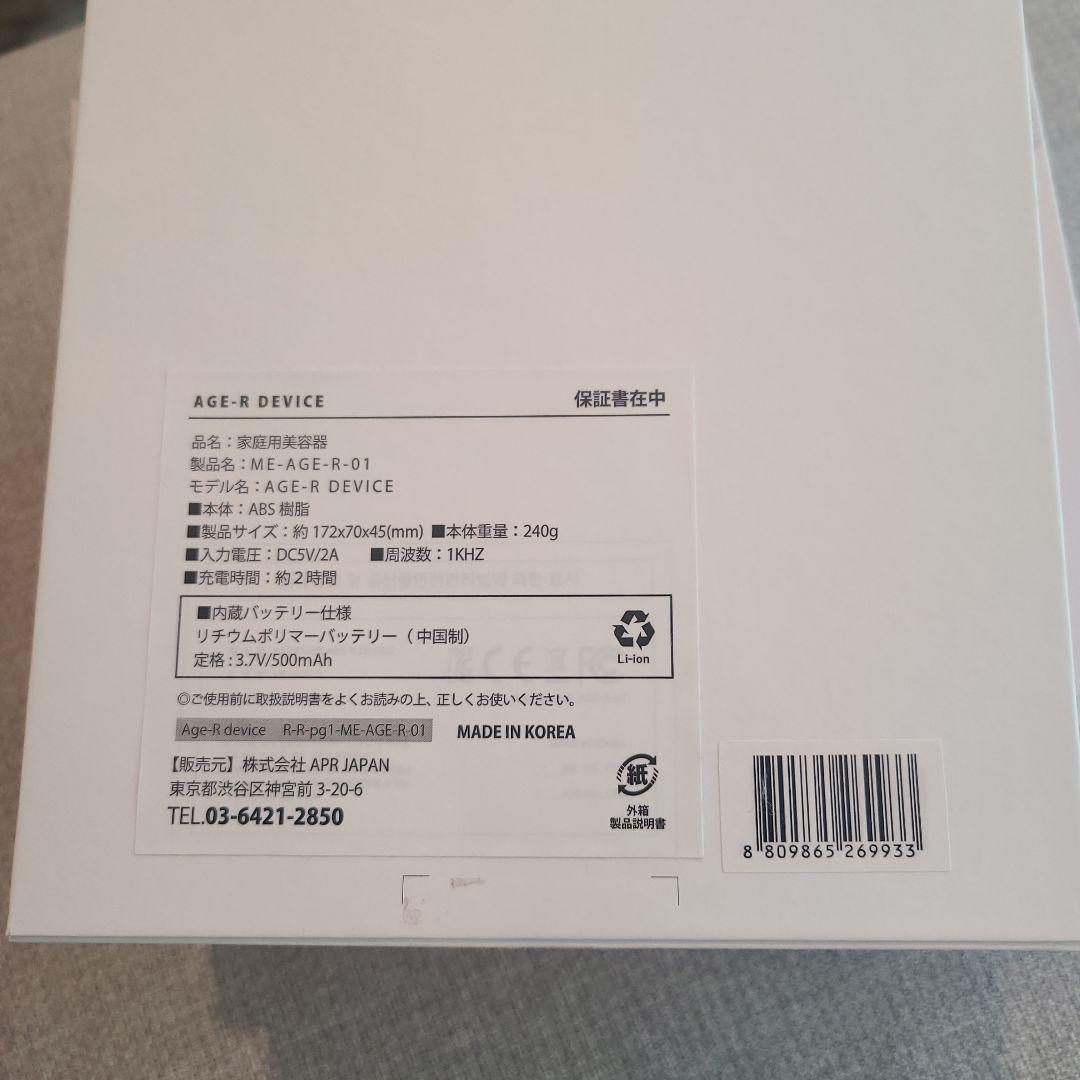 AGE-R DEVICE 保証書在中
品名：家庭用美容器
製品名：ME-AGE-R-01
モデル名：AGE-R DEVICE
■本体：ABS 樹脂
■製品サイズ：約 172x70x45(mm) ■本体重量：240g
■入力電圧：DC5V/2A ■周波数：1KHZ
■充電時間：約２時間
■内蔵バッテリー仕様
リチウムポリマーバッテリー（中国制）
定格：3.7V/500mAh
Li-ion
◎ご使用前に取扱説明書をよくお読みの上、正しくお使いください。
Age-R device R-R-pg1-ME-AGE-R-01 MADE IN KOREA
【販売元】株式会社 APR JAPAN
東京都渋谷区神宮前 3-20-6
TEL.03-6421-2850
紙
外箱
製品説明書
8 809865 269933